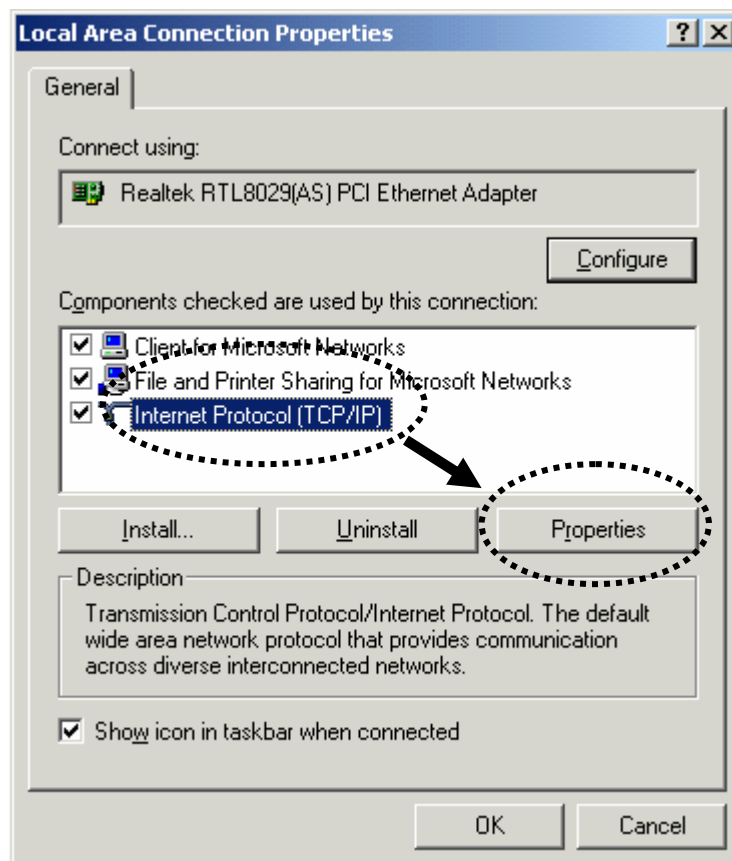 Local Area Connection Properties
General
Connect using:
Realtek RTL8029(AS) PCI Ethernet Adapter
Configure
Components checked are used by this connection:
Client for Microsoft Networks
File and Printer Sharing for Microsoft Networks
Internet Protocol (TCP/IP)
Install... Uninstall Properties
Description
Transmission Control Protocol/Internet Protocol. The default
wide area network protocol that provides communication
across diverse interconnected networks.
Show icon in taskbar when connected
OK Cancel